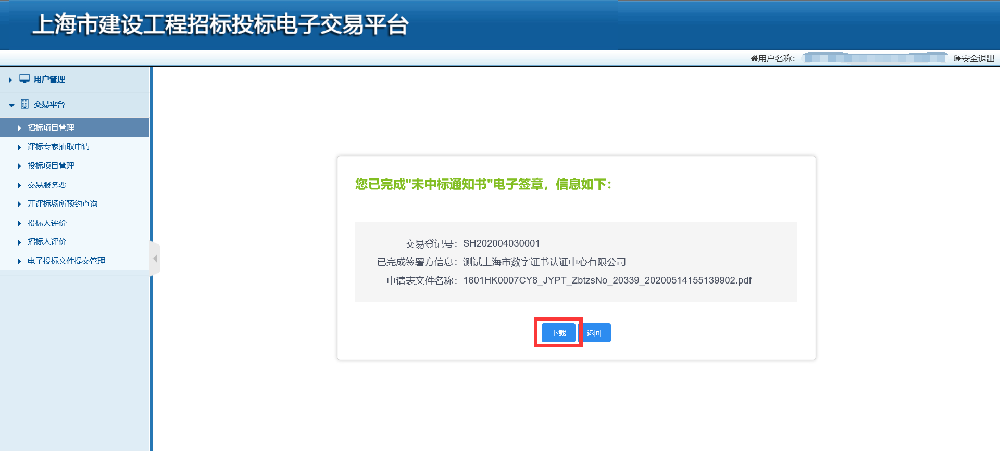 上海市建设工程招标投标电子交易平台
用户名称：
安全退出
用户管理
交易平台
招标项目管理
评标专家抽取申请
投标项目管理
交易服务费
开评标场所预约查询
投标人评价
招标人评价
电子投标文件提交管理
您已完成"未中标通知书"电子签章，信息如下：
交易登记号：SH202004030001
已完成签署方信息：测试上海市数字证书认证中心有限公司
申请表文件名称：1601HK0007CY8_JYPT_ZbtzsNo_20339_20200514155139902.pdf
下载 返回